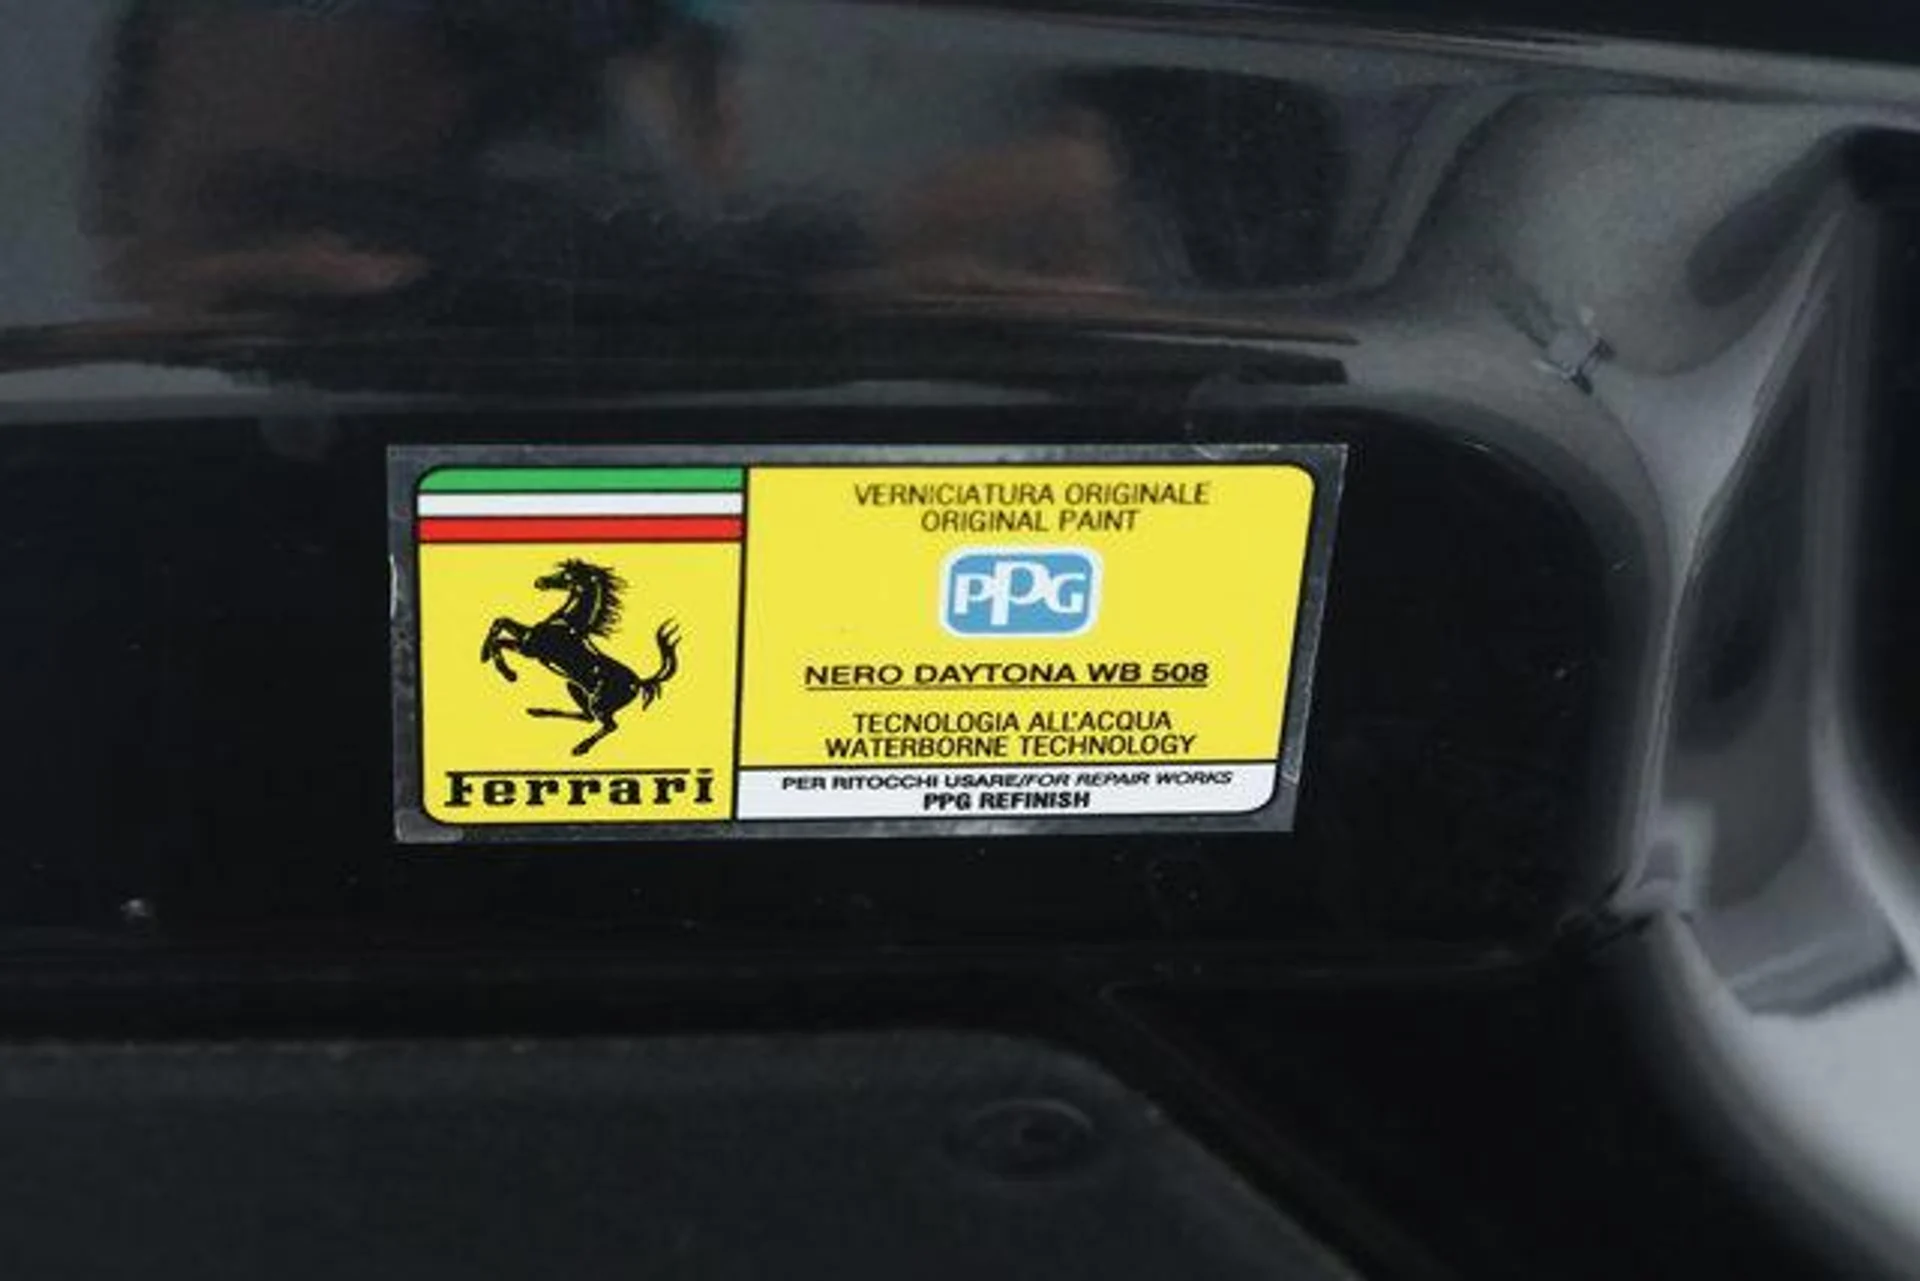 VERNICIATURA ORIGINALE
ORIGINAL PAINT
PPG
NERO DAYTONA WB 508
TECNOLOGIA ALL'ACQUA
WATERBORNE TECHNOLOGY
PER RITOCCHI USARE/FOR REPAIR WORKS
PPG REFINISH
Ferrari